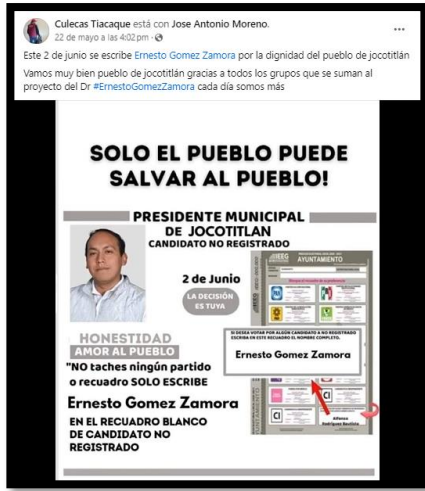 Culecas Tiacaque está con Jose Antonio Moreno.
22 de mayo a las 4:02 pm
Este 2 de junio se escribe Ernesto Gomez Zamora por la dignidad del pueblo de jocotitlán
Vamos muy bien pueblo de jocotitlán gracias a todos los grupos que se suman al
proyecto del Dr #ErnestoGomezZamora cada día somos más
SOLO EL PUEBLO PUEDE
SALVAR AL PUEBLO!
PRESIDENTE MUNICIPAL
DE JOCOTITLAN
CANDIDATO NO REGISTRADO
2 de Junio
LA DECISIÓN
ES TUYA
HONESTIDAD
AMOR AL PUEBLO
"NO taches ningún partido
o recuadro SOLO ESCRIBE
Ernesto Gomez Zamora
EN EL RECUADRO BLANCO
DE CANDIDATO NO
REGISTRADO
IEEG
AYUNTAMIENTO
PRI
SI DESEA VOTAR POR ALGÚN CANDIDATO A NO REGISTRADO
ESCRIBA EN ESTE RECUADRO EL NOMBRE COMPLETO.
Ernesto Gomez Zamora
CI
CI
Alfonso
Rodríguez Bautista